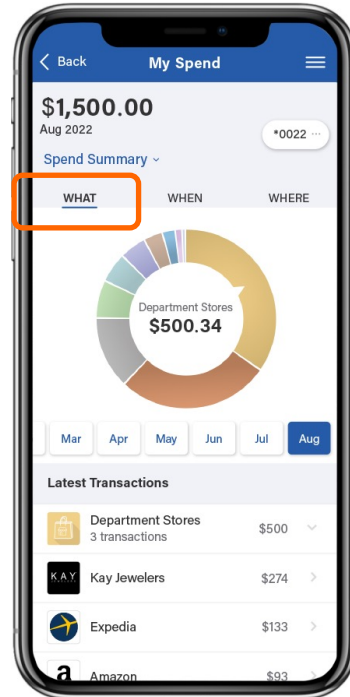 Back
My Spend
$1,500.00
Aug 2022
*0022 ...
Spend Summary
WHAT
WHEN
WHERE
Department Stores
$500.34
Mar
Apr
May
Jun
Jul
Aug
Latest Transactions
Department Stores
$500
3 transactions
KAY
Kay Jewelers
$274
Expedia
$133
a
Amazon
$93